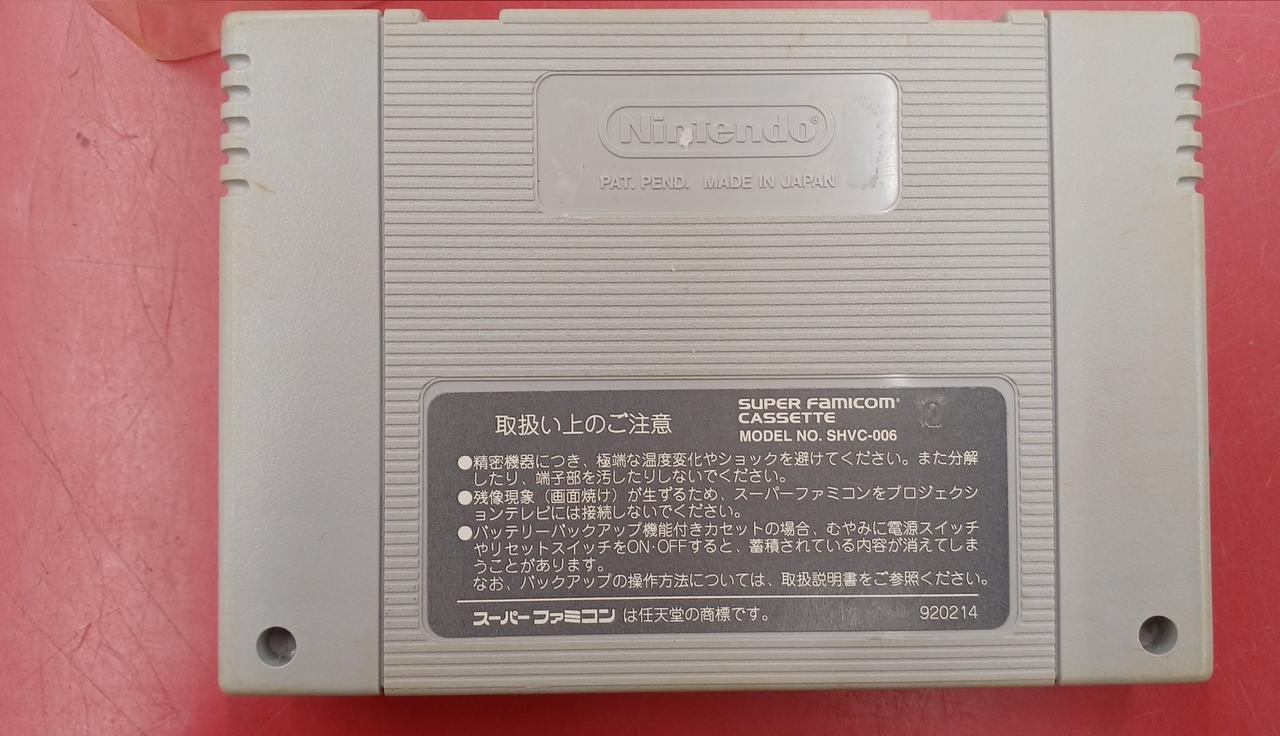 Nintendo®
PAT. PEND. MADE IN JAPAN
取扱い上のご注意
SUPER FAMICOM®
CASSETTE
MODEL NO. SHVC-006
12
●精密機器につき、極端な温度変化やショックを避けてください。また分解
したり、端子部を汚したりしないでください。
●残像現象（画面焼け）が生ずるため、スーパーファミコンをプロジェクシ
ョンテレビには接続しないでください。
●バッテリーバックアップ機能付きカセットの場合、むやみに電源スイッチ
やリセットスイッチをON·OFFすると、蓄積されている内容が消えてしま
うことがあります。
なお、バックアップの操作方法については、取扱説明書をご参照ください。
スーパーファミコンは任天堂の商標です。 920214